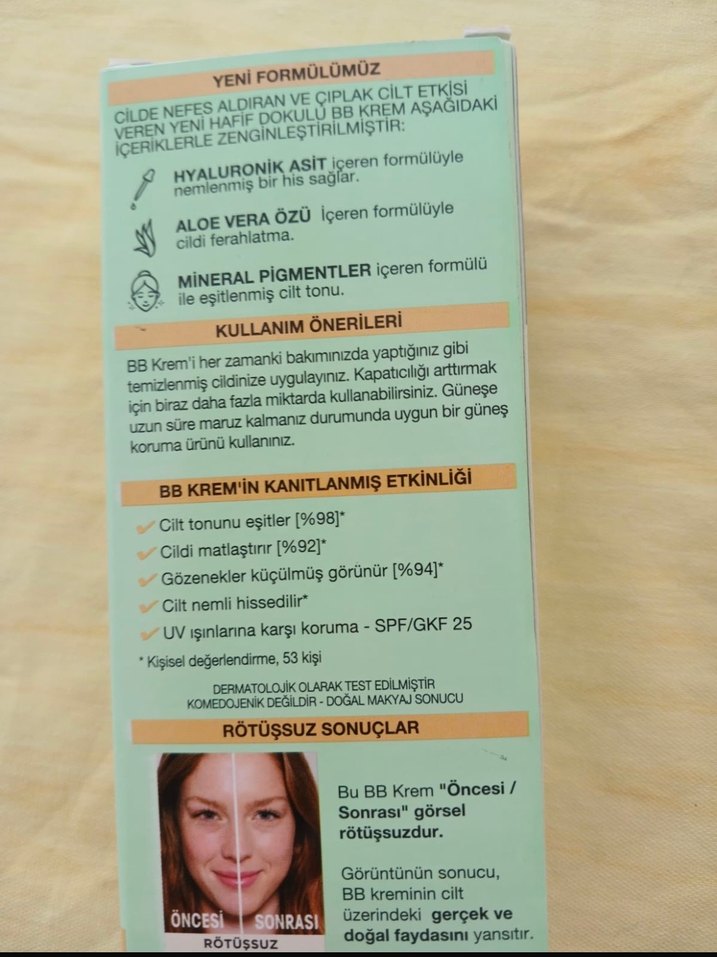 YENİ FORMÜLÜMÜZ
CİLDE NEFES ALDIRAN VE ÇIPLAK CİLT ETKİSİ
VEREN YENİ HAFİF DOKULU BB KREM AŞAĞIDAKİ
İÇERİKLERLE ZENGİNLEŞTİRİLMİŞTİR:
HYALURONİK ASİT içeren formülüyle
nemlenmiş bir his sağlar.
ALOE VERA ÖZÜ İçeren formülüyle
cildi ferahlatma.
MİNERAL PİGMENTLER içeren formülü
ile eşitlenmiş cilt tonu.
KULLANIM ÖNERİLERİ
BB Krem'i her zamanki bakımınızda yaptığınız gibi
temizlenmiş cildinize uygulayınız. Kapatıcılığı arttırmak
için biraz daha fazla miktarda kullanabilirsiniz. Güneşe
uzun süre maruz kalmanız durumunda uygun bir güneş
koruma ürünü kullanınız.
BB KREM'İN KANITLANMIŞ ETKİNLİĞİ
Cilt tonunu eşitler [%98]*
Cildi matlaştırır [%92]*
Gözenekler küçülmüş görünür [%94]*
Cilt nemli hissedilir*
UV ışınlarına karşı koruma - SPF/GKF 25
* Kişisel değerlendirme, 53 kişi
DERMATOLOJİK OLARAK TEST EDİLMİŞTİR
KOMEDOJENİK DEĞİLDİR - DOĞAL MAKYAJ SONUCU
RÖTÜŞSUZ SONUÇLAR
Bu BB Krem "Öncesi /
Sonrası" görsel
rötüşsuzdur.
Görüntünün sonucu,
BB kreminin cilt
üzerindeki gerçek ve
doğal faydasını yansıtır.
ÖNCESİ SONRASI
RÖTÜŞSUZ